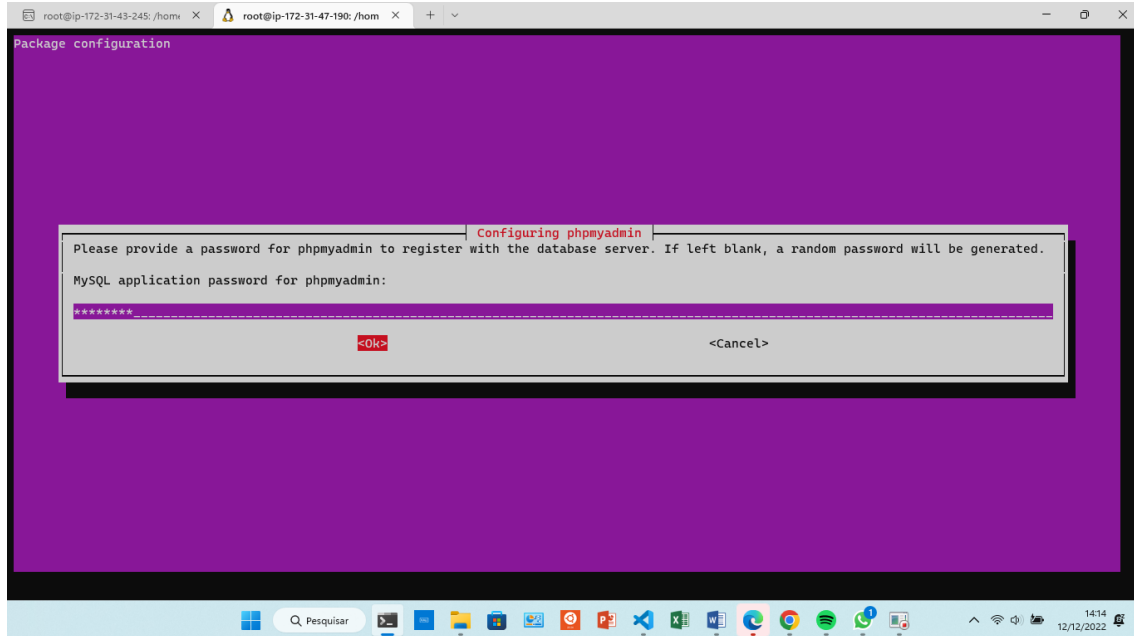 root@ip-172-31-43-245: /home
root@ip-172-31-47-190: /hom
Package configuration
Configuring phpmyadmin
Please provide a password for phpmyadmin to register with the database server. If left blank, a random password will be generated.
MySQL application password for phpmyadmin:
********
<Ok> <Cancel>
Pesquisar
1
14:14
12/12/2022